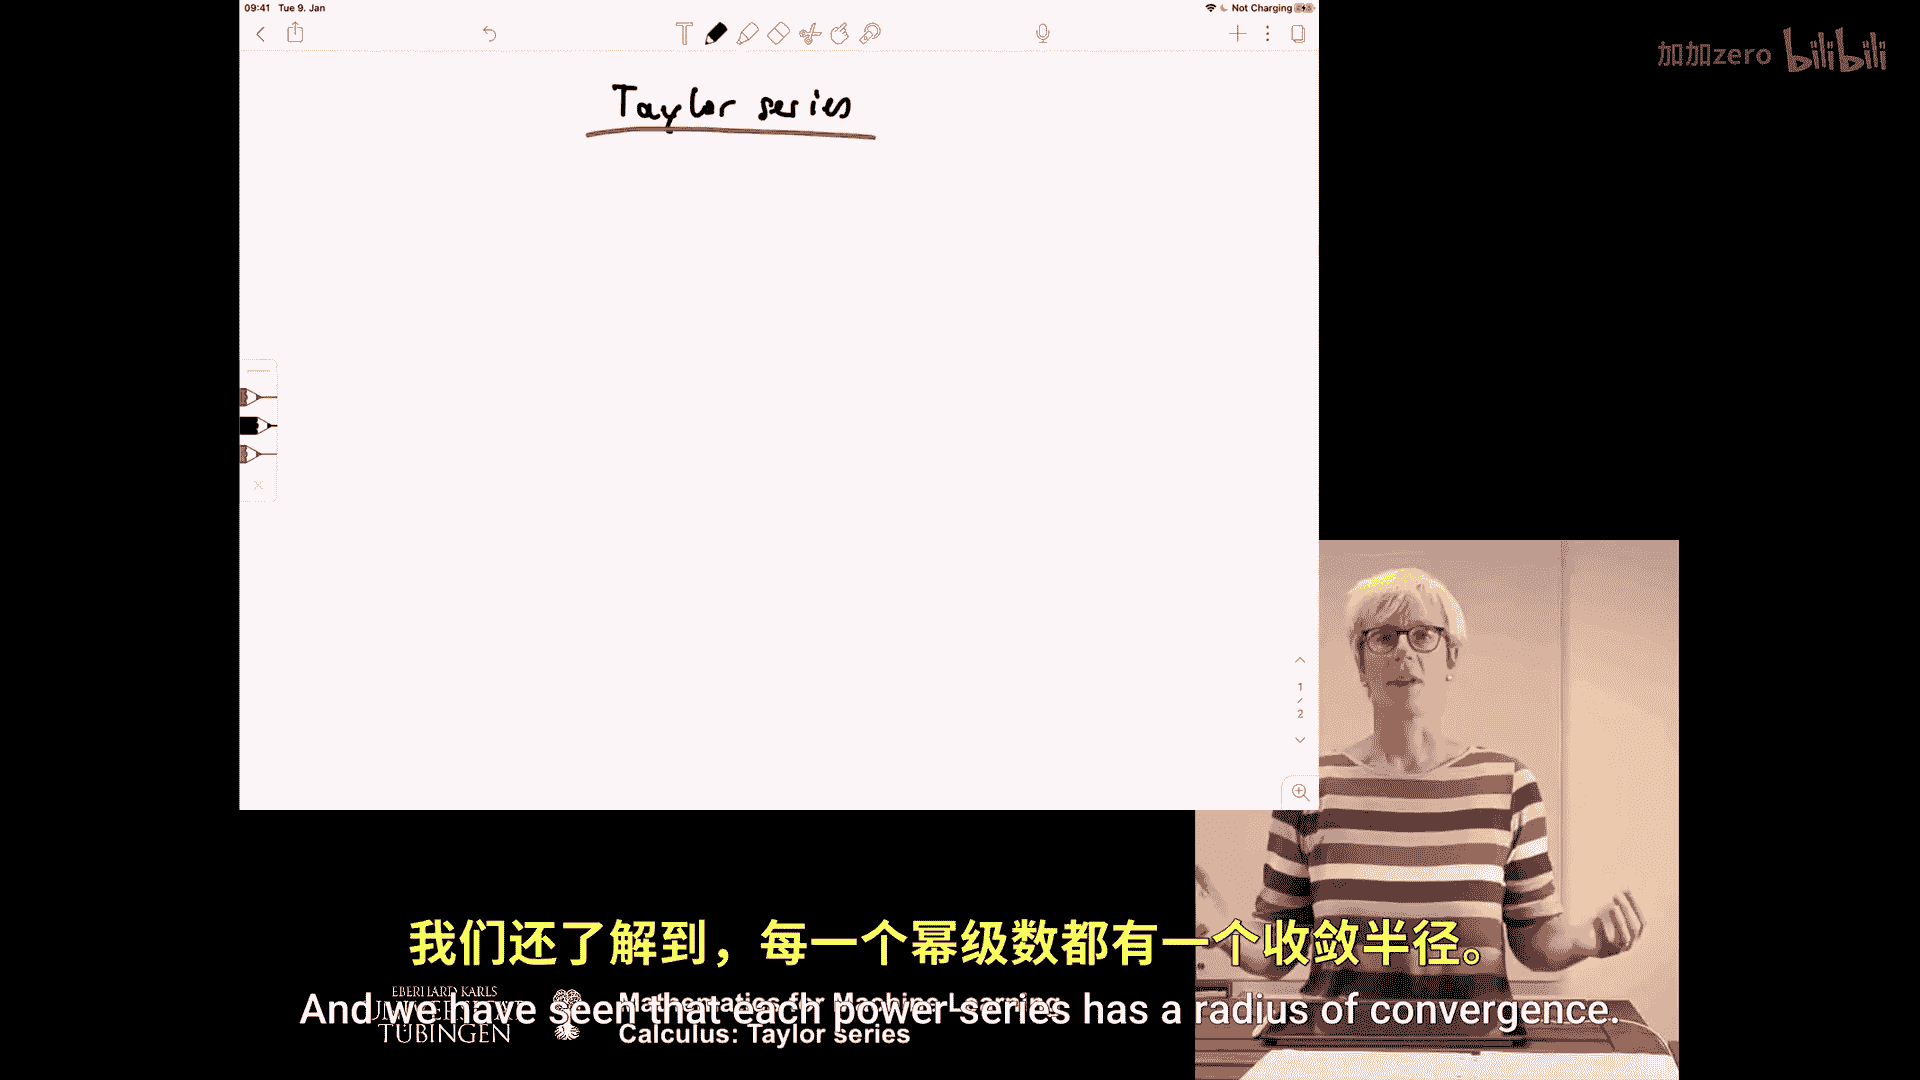 09:41 Tue 9. Jan
Not Charging
加加zero bilibili
Taylor series
1
2
我们还了解到，每一个幂级数都有一个收敛半径。
EBERHARD KARLS
And we have seen that each power series has a radius of convergence.
Mathematics for Machine Learning
TÜBINGEN
Calculus: Taylor series